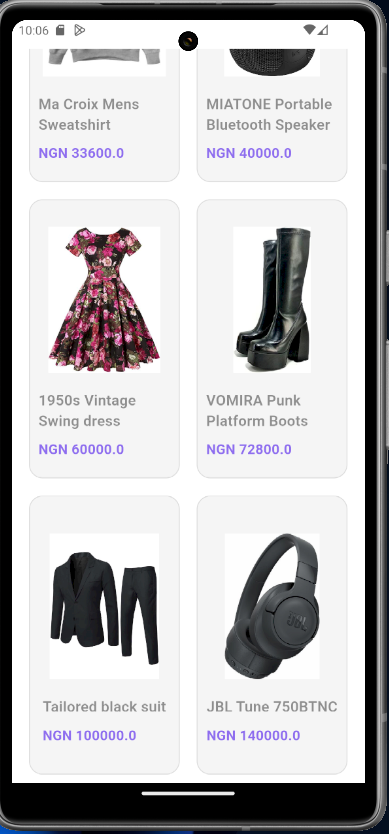 10:06
Ma Croix Mens
Sweatshirt
NGN 33600.0
MIATONE Portable
Bluetooth Speaker
NGN 40000.0
1950s Vintage
Swing dress
NGN 60000.0
VOMIRA Punk
Platform Boots
NGN 72800.0
JBL
Tailored black suit
NGN 100000.0
JBL Tune 750BTNC
NGN 140000.0